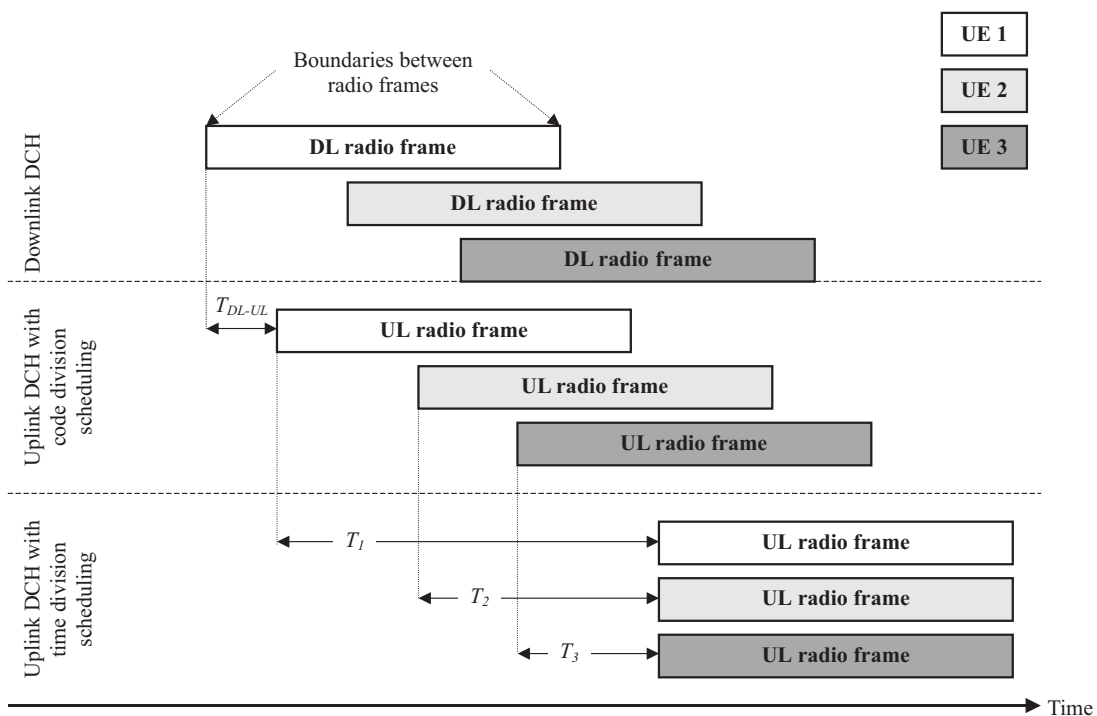 Boundaries between
radio frames
UE 1
UE 2
UE 3
Downlink DCH
DL radio frame
DL radio frame
DL radio frame
Uplink DCH with
code division
scheduling
T_{DL-UL}
UL radio frame
UL radio frame
UL radio frame
Uplink DCH with
time division
scheduling
T_1
UL radio frame
T_2
UL radio frame
T_3
UL radio frame
Time